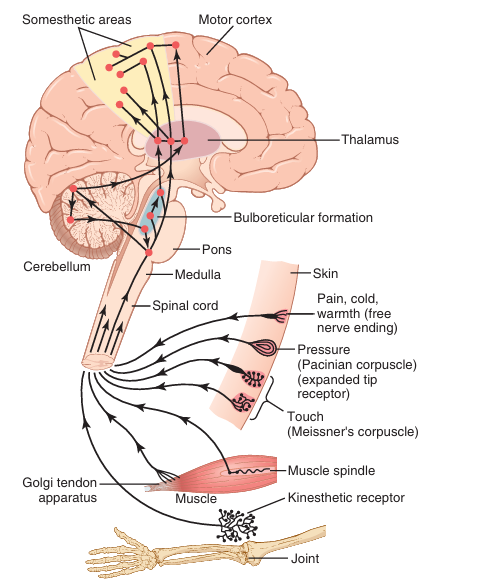 Somesthetic areas
Motor cortex
Thalamus
Bulboreticular formation
Pons
Cerebellum
Medulla
Skin
Spinal cord
Pain, cold,
warmth (free
nerve ending)
Pressure
(Pacinian corpuscle)
(expanded tip
receptor)
Touch
(Meissner's corpuscle)
Muscle spindle
Golgi tendon
apparatus
Muscle
Kinesthetic receptor
Joint